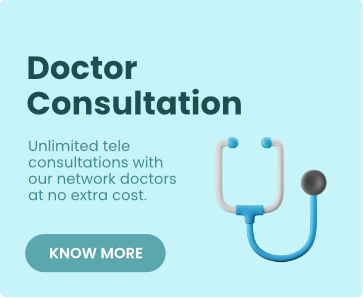 Doctor
Consultation
Unlimited tele
consultations with
our network doctors
at no extra cost.
KNOW MORE